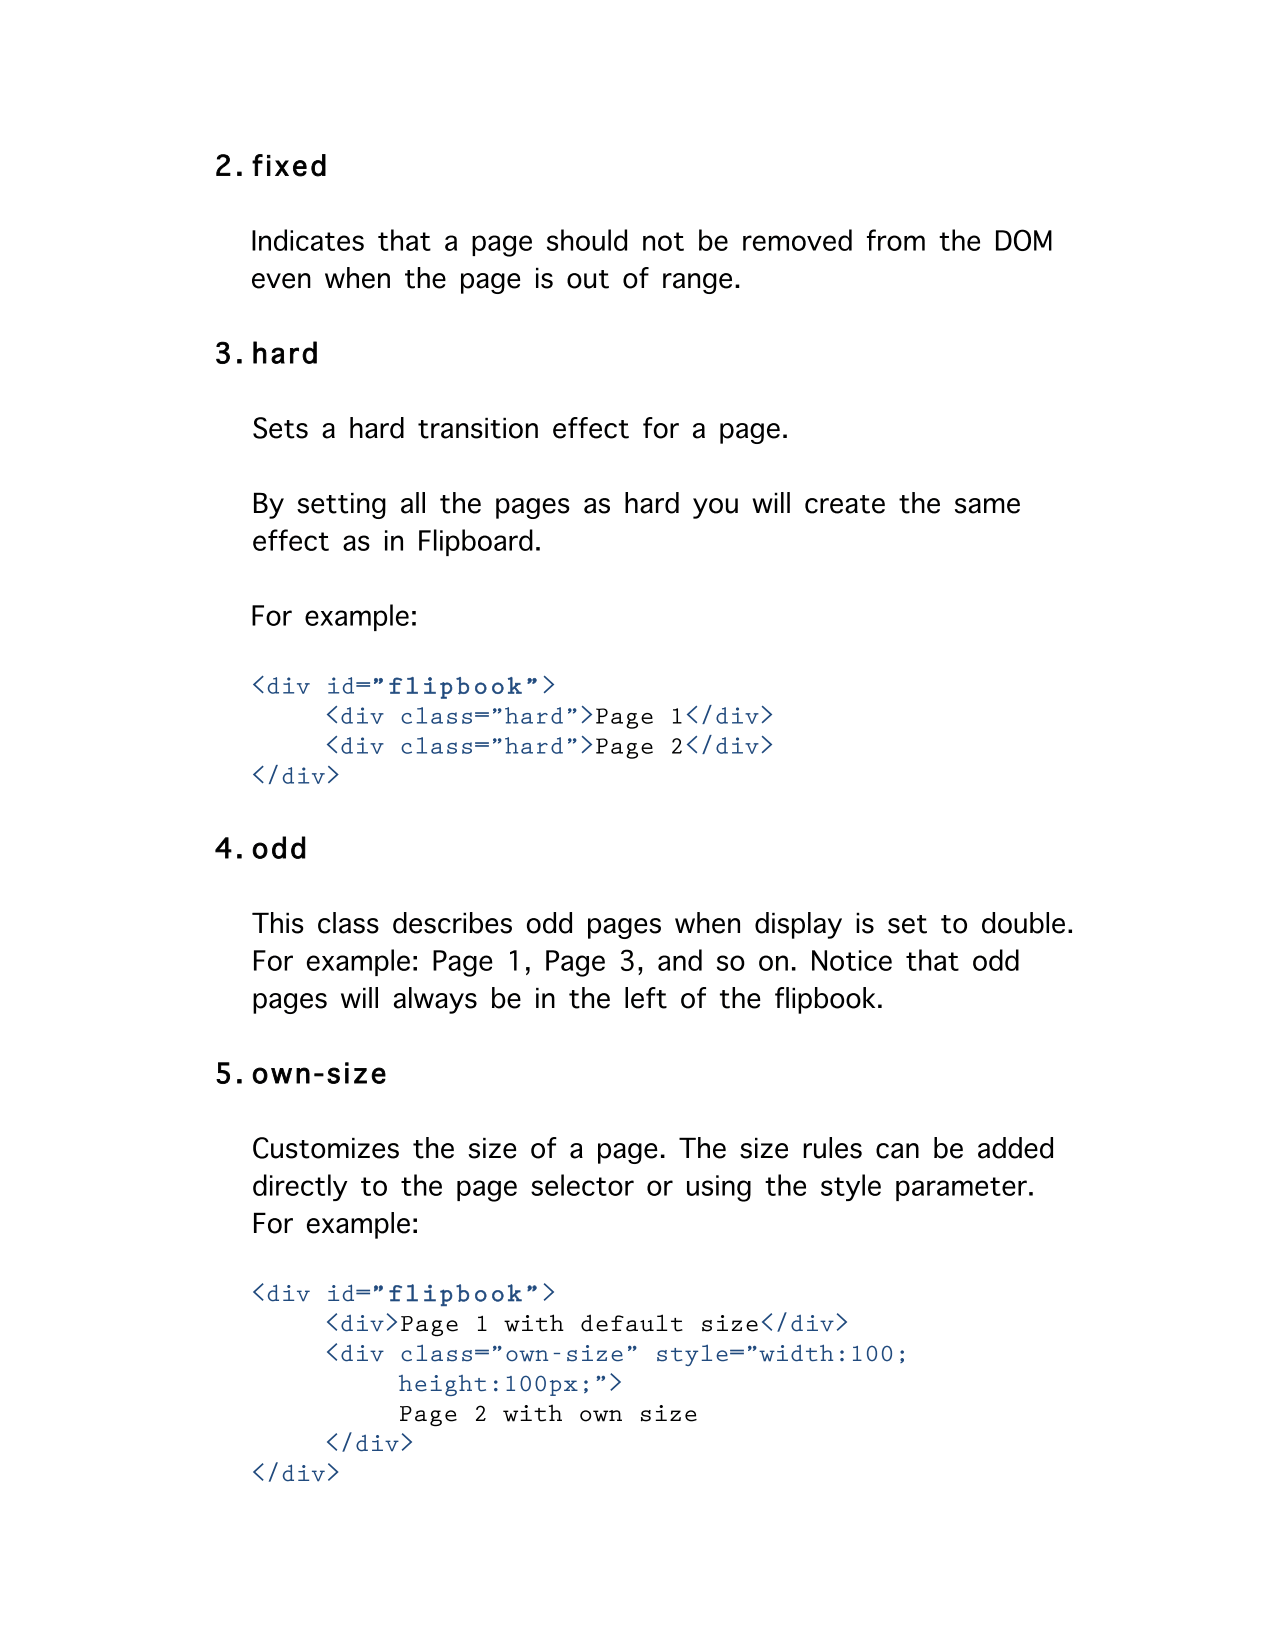 2. fixed
Indicates that a page should not be removed from the DOM
even when the page is out of range.
3. hard
Sets a hard transition effect for a page.
By setting all the pages as hard you will create the same
effect as in Flipboard.
For example:
<div id=”flipbook”>
<div class=”hard”>Page 1</div>
<div class=”hard”>Page 2</div>
</div>
4. odd
This class describes odd pages when display is set to double.
For example: Page 1, Page 3, and so on. Notice that odd
pages will always be in the left of the flipbook.
5. own-size
Customizes the size of a page. The size rules can be added
directly to the page selector or using the style parameter.
For example:
<div id=”flipbook”>
<div>Page 1 with default size</div>
<div class=”own-size” style=”width:100;
height:100px;”>
Page 2 with own size
</div>
</div>